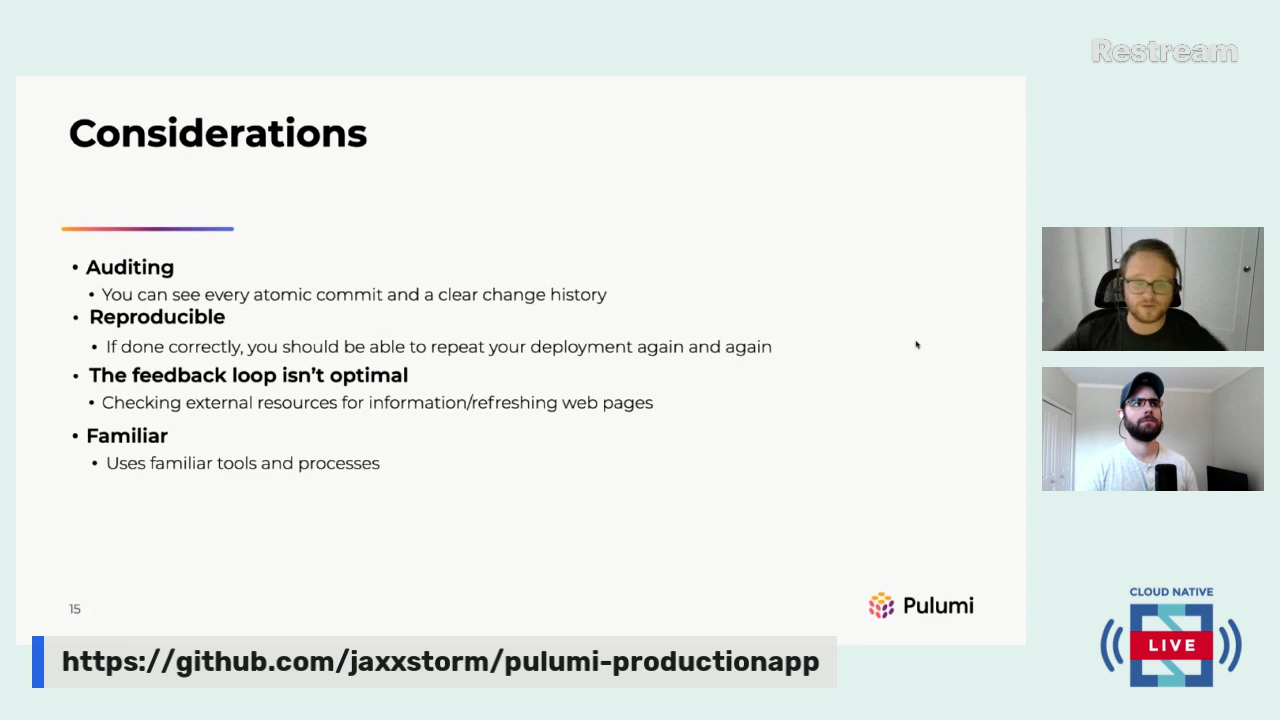 Restream
Considerations
• Auditing
• You can see every atomic commit and a clear change history
• Reproducible
• If done correctly, you should be able to repeat your deployment again and again
• The feedback loop isn’t optimal
• Checking external resources for information/refreshing web pages
• Familiar
• Uses familiar tools and processes
15
Pulumi
https://github.com/jaxxstorm/pulumi-productionapp
CLOUD NATIVE
LIVE